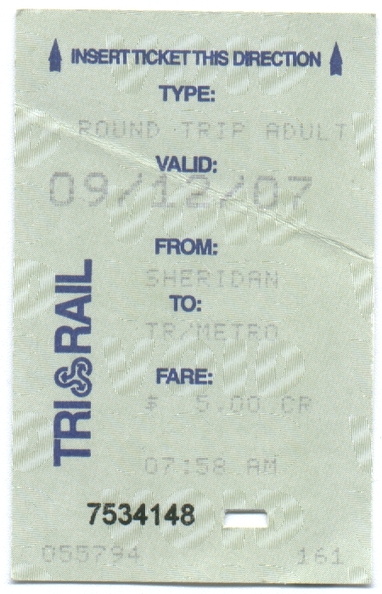 INSERT TICKET THIS DIRECTION
TYPE:
ROUND TRIP ADULT
VALID:
09/12/07
FROM:
SHERIDAN
TO:
TR/METRO
FARE:
$ 5.00 CR
07:58 AM
TRI RAIL
7534148
055794 161